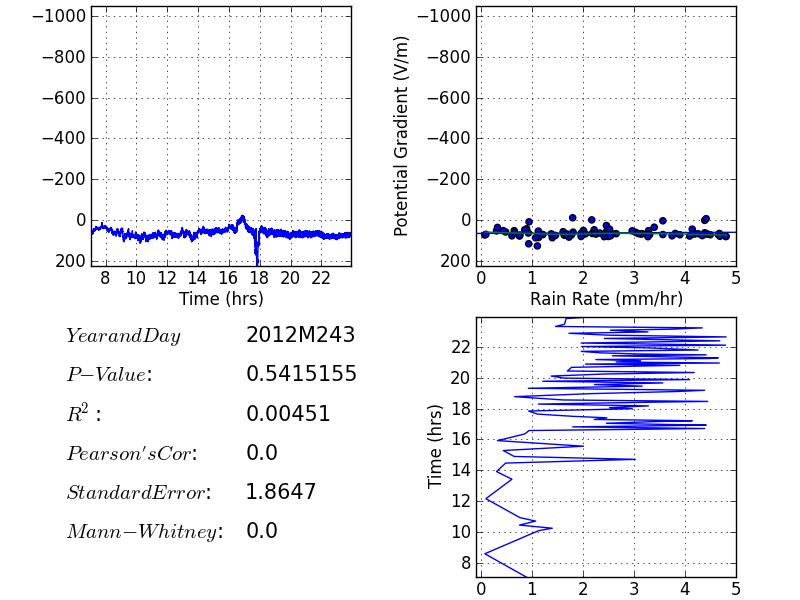 −1000
−800
−600
−400
−200
0
200
8 10 12 14 16 18 20 22
Time (hrs)
Potential Gradient (V/m)
−1000
−800
−600
−400
−200
0
200
0 1 2 3 4 5
Rain Rate (mm/hr)
YearandDay 2012M243
P−Value: 0.5415155
R² : 0.00451
Pearson'sCor: 0.0
StandardError: 1.8647
Mann−Whitney: 0.0
Time (hrs)
22
20
18
16
14
12
10
8
0 1 2 3 4 5